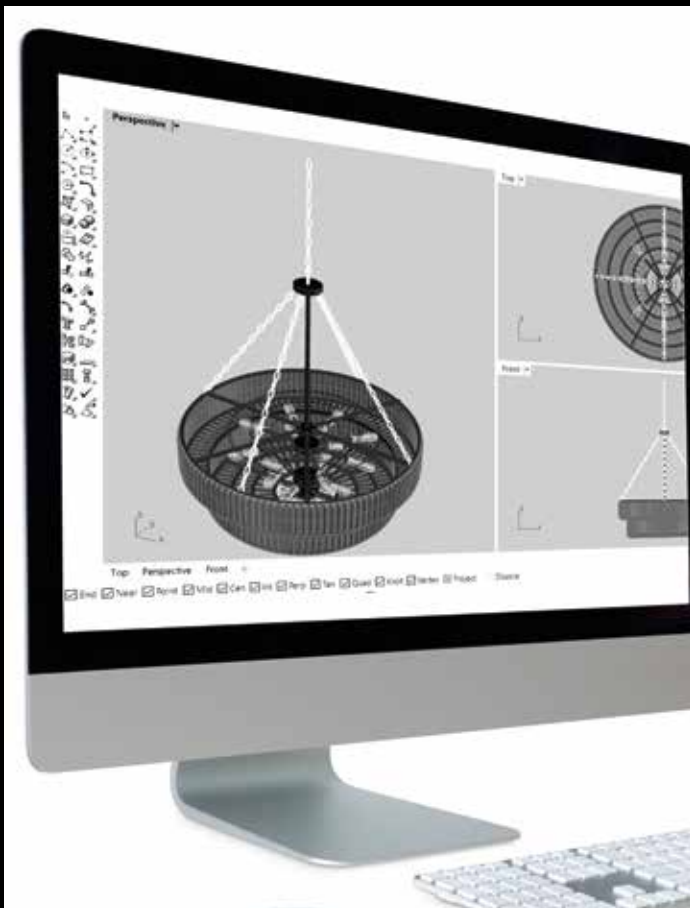 Perspective
Top
Front
Top Perspective Front
End Near Point Mid Cen Int Perp Tan Quad Knot Vertex Project Disable